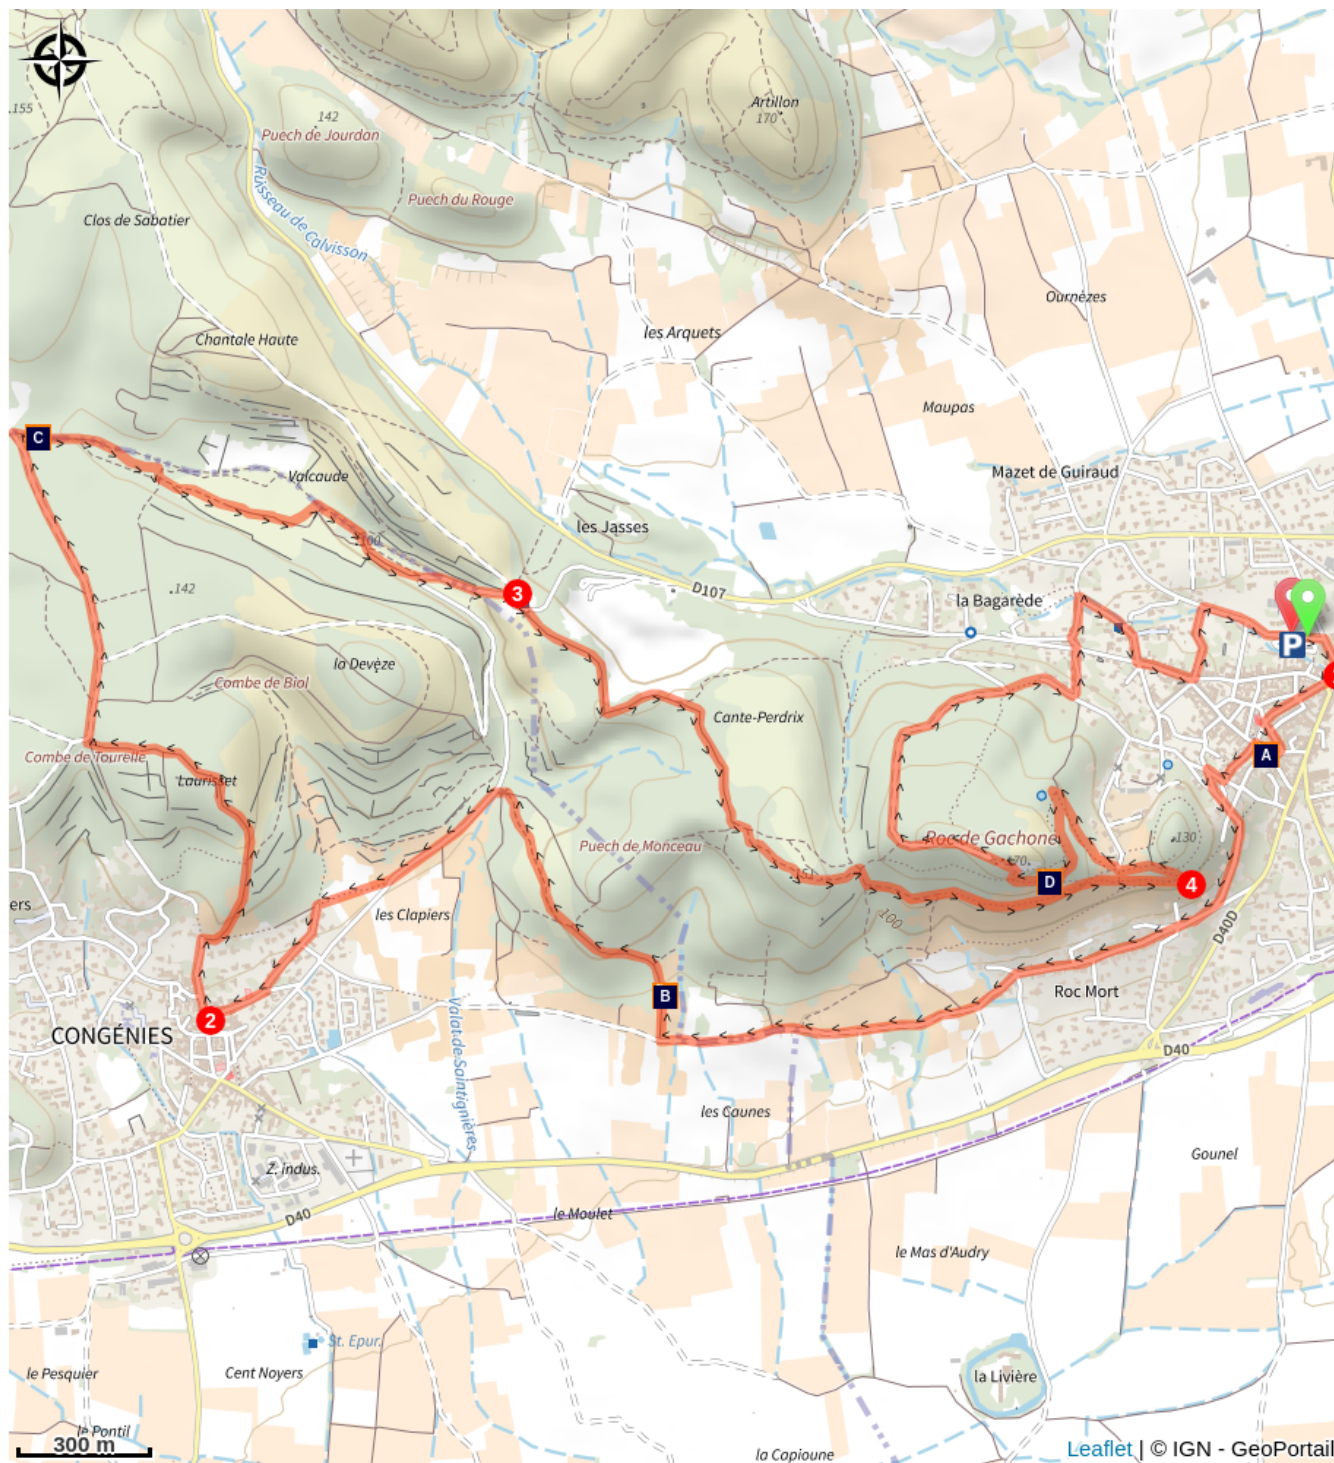 .155
142
Puech de Jourdan
Artillon
170
Puech du Rouge
Clos de Sabatier
Ruisseau de Calvisson
Ournèzes
les Arquets
Chantale Haute
Maupas
C
Valcaude
Mazet de Guiraud
les Jasses
100
.142
3
D107
la Bagarède
P
la Devèze
Combe de Biol
Cante-Perdrix
Combe de Tourelle
Laurisset
A
Puech de Monceau
Roc de Gachone
130
170
151
D
4
ers
les Clapiers
100
D40D
B
Roc Mort
2
CONGÉNIES
Valat de Saintignières
D40
les Caunes
Z. indus.
Gounel
D40
le Moulet
le Mas d'Audry
St. Epur.
le Pesquier
Cent Noyers
la Livière
le Pontil
300 m
la Capioune
Leaflet | © IGN - GeoPortail